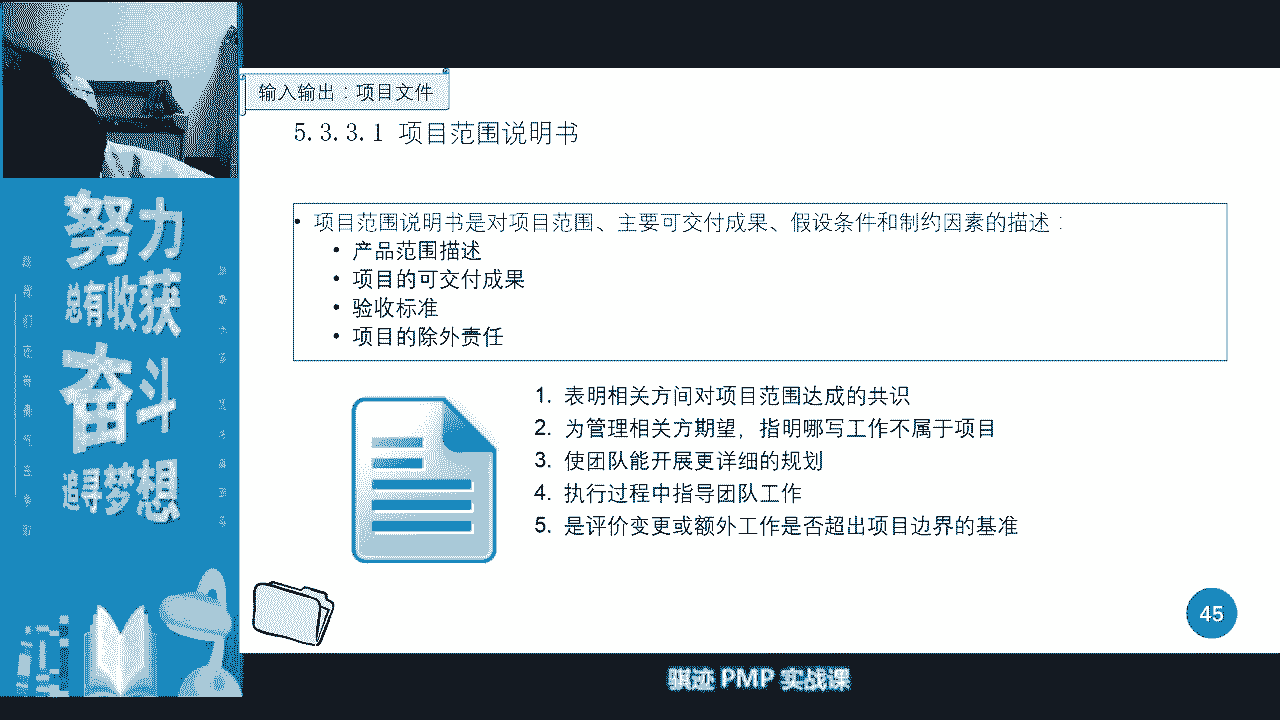 输入输出：项目文件
5.3.3.1 项目范围说明书
• 项目范围说明书是对项目范围、主要可交付成果、假设条件和制约因素的描述：
• 产品范围描述
• 项目的可交付成果
• 验收标准
• 项目的除外责任
1. 表明相关方间对项目范围达成的共识
2. 为管理相关方期望，指明哪写工作不属于项目
3. 使团队能开展更详细的规划
4. 执行过程中指导团队工作
5. 是评价变更或额外工作是否超出项目边界的基准
努力
总有收获
奋斗
追寻梦想
45
骐迹 PMP 实战课